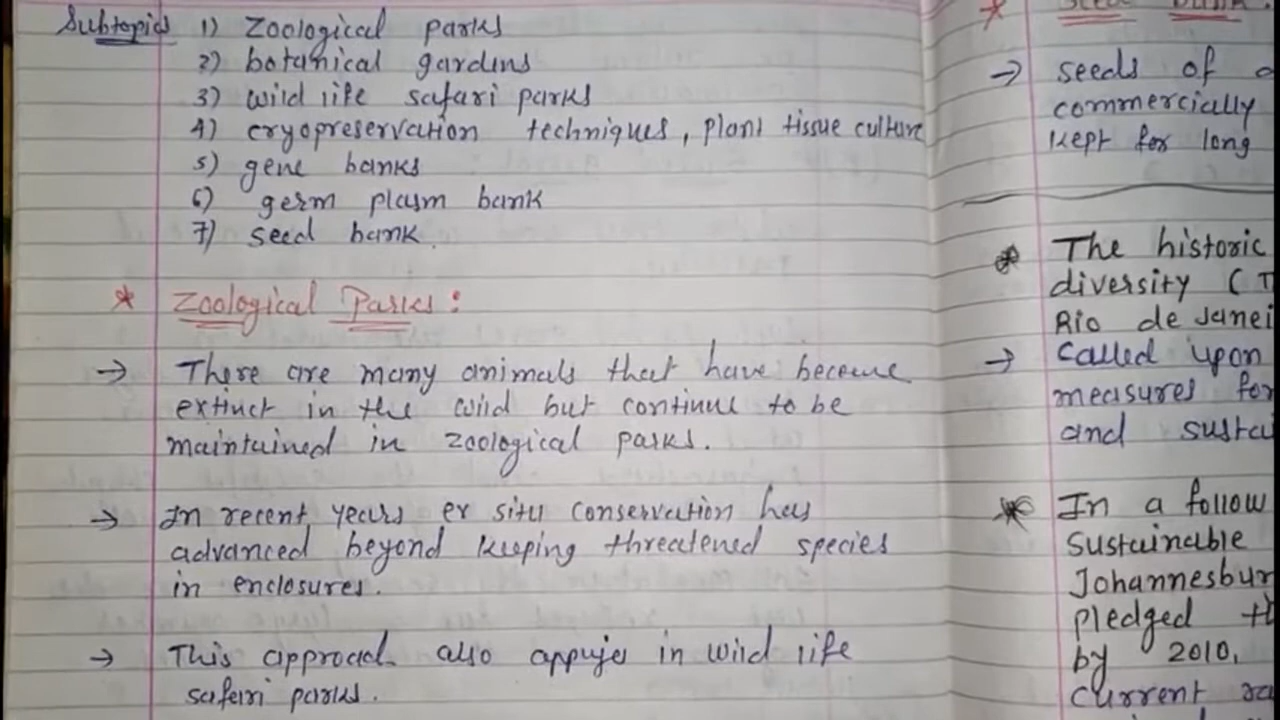 Subtopics 1) Zoological parks
2) botanical gardens
3) wild life safari parks
4) cryopreservation techniques, plant tissue culture
5) gene banks
6) germ plasm bank
7) seed bank
* Zoological Parks:
→ There are many animals that have become
extinct in the wild but continue to be
maintained in zoological parks.
→ In recent years ex situ conservation has
advanced beyond keeping threatened species
in enclosures.
→ This approach also applies in wild life
safari parks.
* seed bank.
→ seeds of
commercially
kept for long
* The historic
diversity (T
Rio de Janei
→ called upon
measures for
and sustai
* In a follow
sustainable
Johannesbur
pledged
by 2010,
current